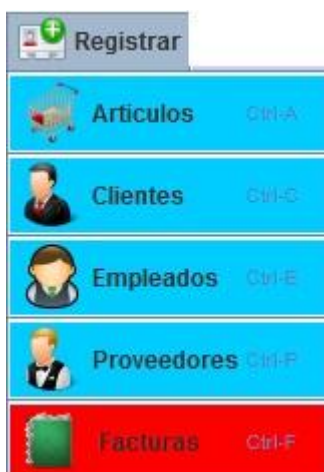 Registrar
Articulos Ctrl-A
Clientes Ctrl-C
Empleados Ctrl-E
Proveedores Ctrl-P
Facturas Ctrl-F